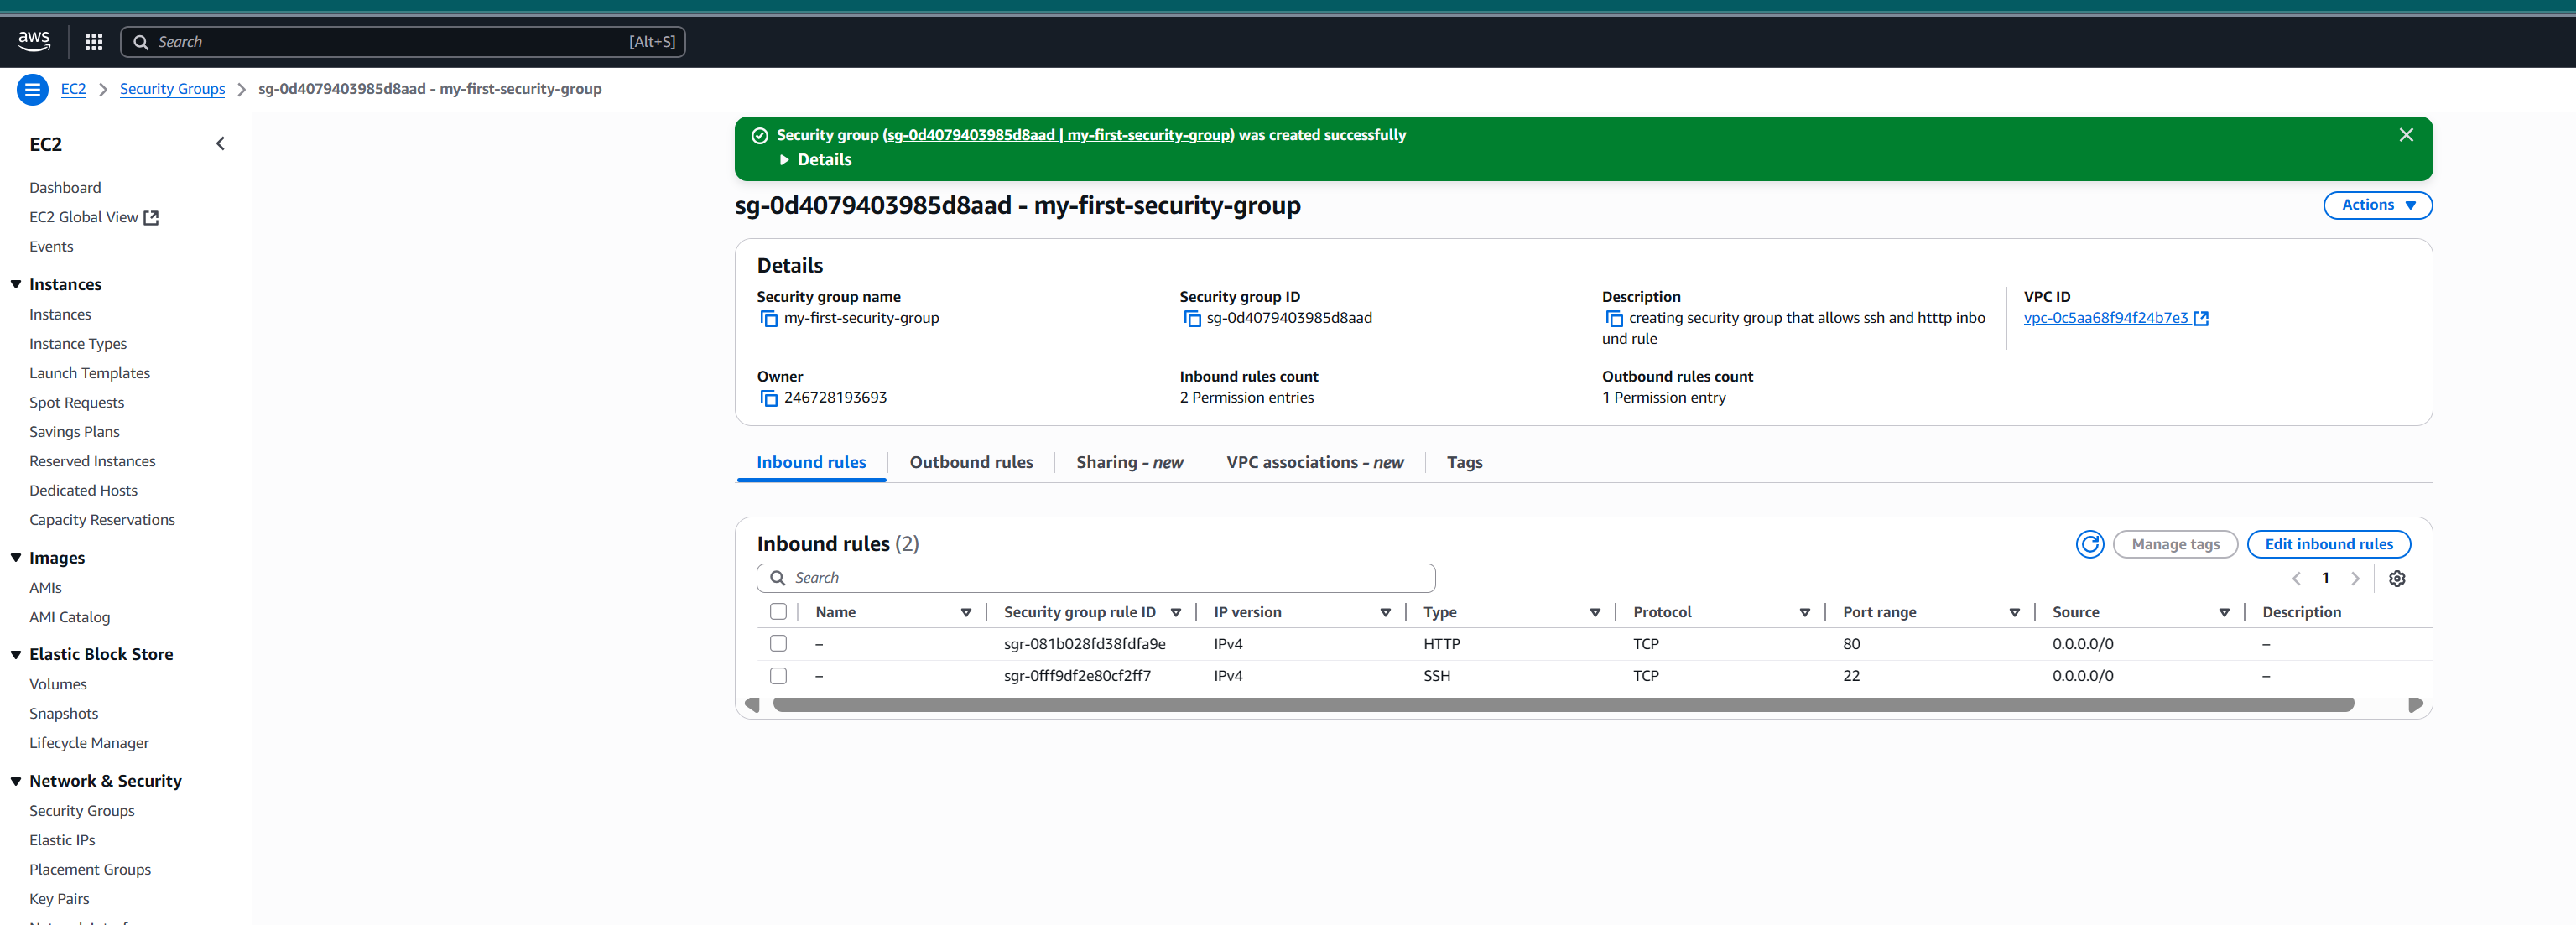 aws
Search [Alt+S]
EC2 > Security Groups > sg-0d4079403985d8aad - my-first-security-group
EC2
Dashboard
EC2 Global View
Events
Instances
Instances
Instance Types
Launch Templates
Spot Requests
Savings Plans
Reserved Instances
Dedicated Hosts
Capacity Reservations
Images
AMIs
AMI Catalog
Elastic Block Store
Volumes
Snapshots
Lifecycle Manager
Network & Security
Security Groups
Elastic IPs
Placement Groups
Key Pairs
Security group (sg-0d4079403985d8aad | my-first-security-group) was created successfully
Details
sg-0d4079403985d8aad - my-first-security-group
Actions
Details
Security group name
my-first-security-group
Security group ID
sg-0d4079403985d8aad
Description
creating security group that allows ssh and htttp inbo
und rule
VPC ID
vpc-0c5aa68f94f24b7e3
Owner
246728193693
Inbound rules count
2 Permission entries
Outbound rules count
1 Permission entry
Inbound rules Outbound rules Sharing - new VPC associations - new Tags
Inbound rules (2)
Manage tags Edit inbound rules
Search
1
Name Security group rule ID IP version Type Protocol Port range Source Description
– sgr-081b028fd38fdfa9e IPv4 HTTP TCP 80 0.0.0.0/0 –
– sgr-0fff9df2e80cf2ff7 IPv4 SSH TCP 22 0.0.0.0/0 –